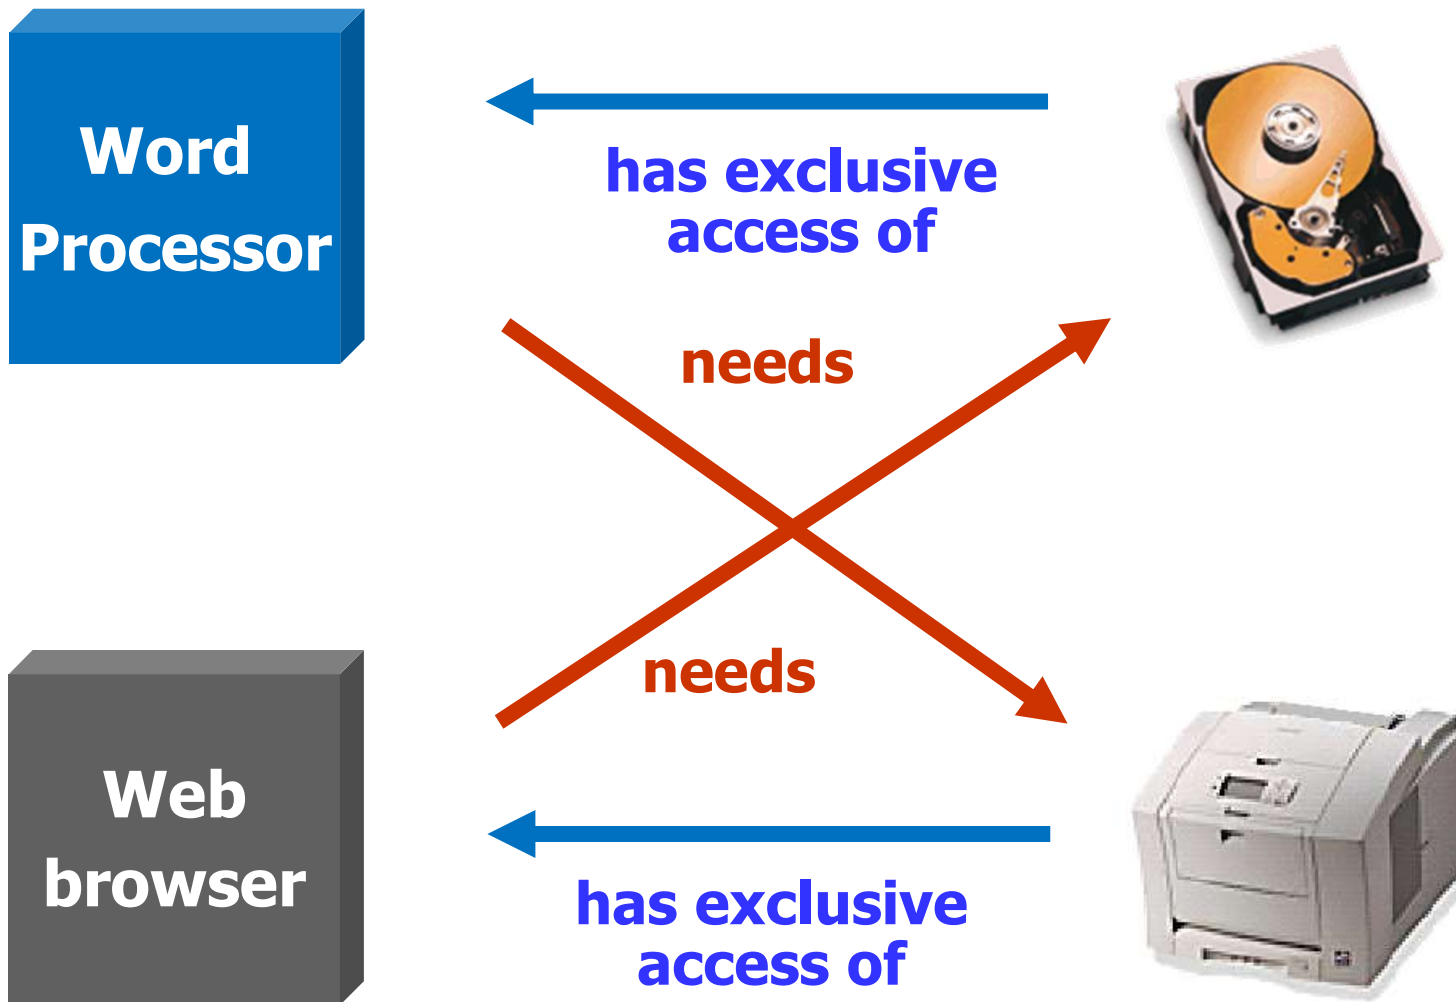 Word
Processor
has exclusive
access of
needs
needs
Web
browser
has exclusive
access of